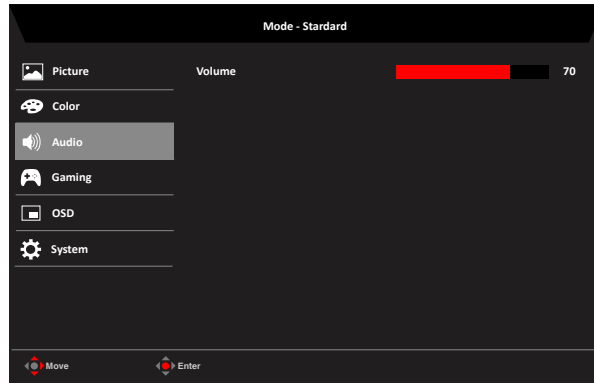 Mode - Stardard
Picture
Volume
70
Color
Audio
Gaming
OSD
System
Move
Enter